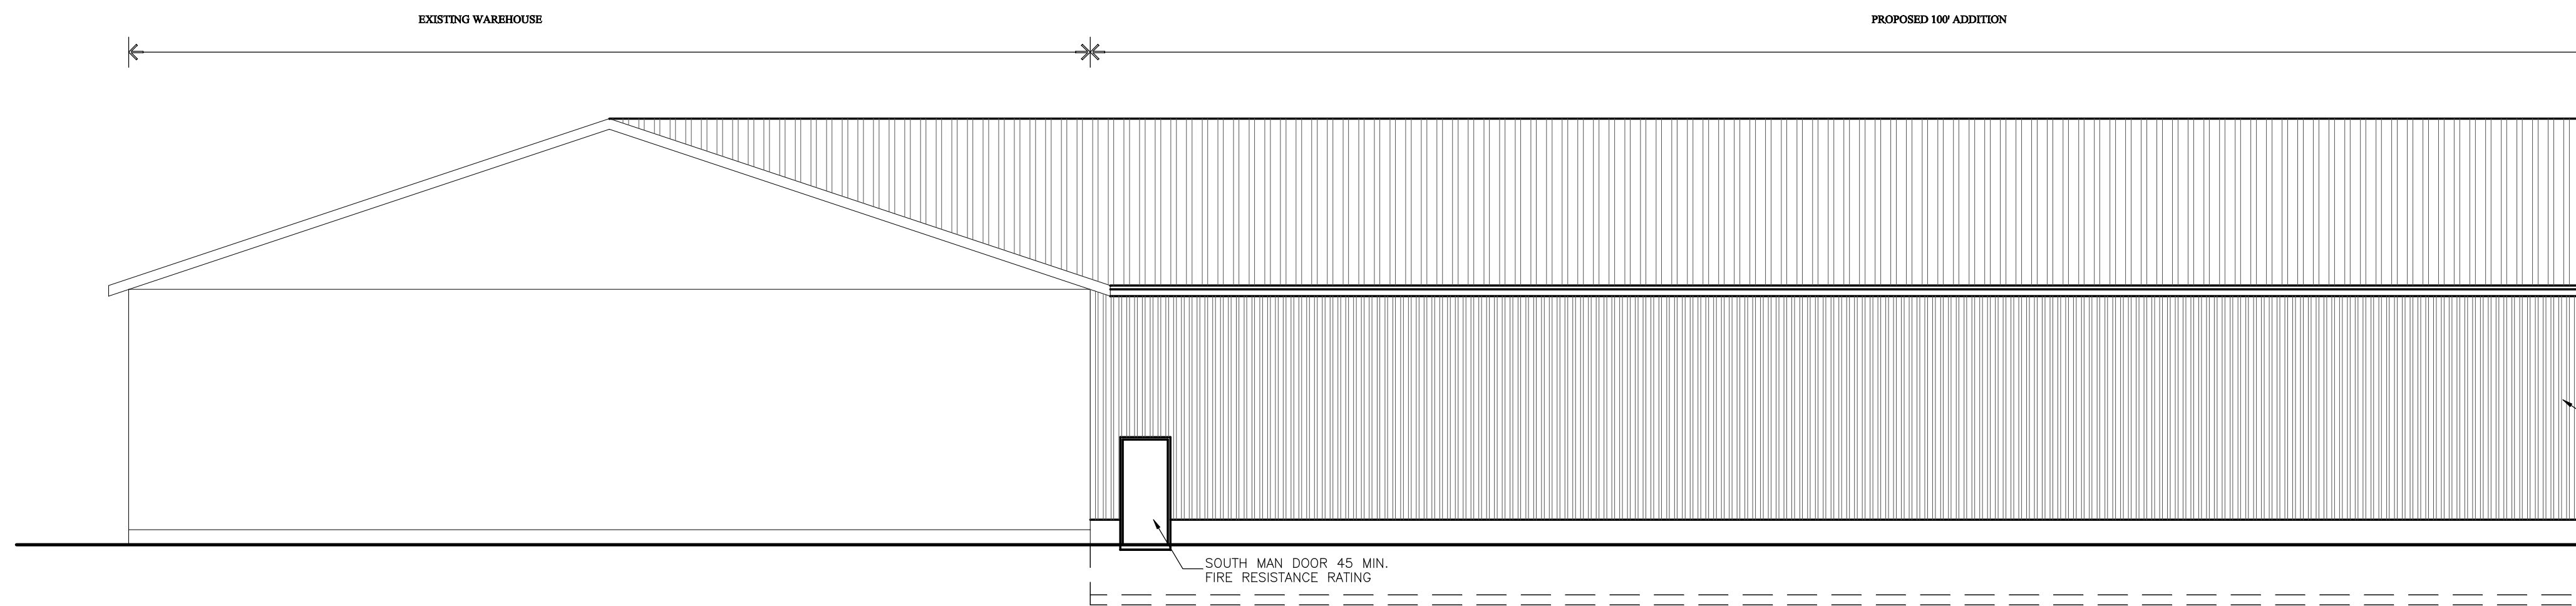 EXISTING WAREHOUSE
PROPOSED 100' ADDITION
SOUTH MAN DOOR 45 MIN.
FIRE RESISTANCE RATING